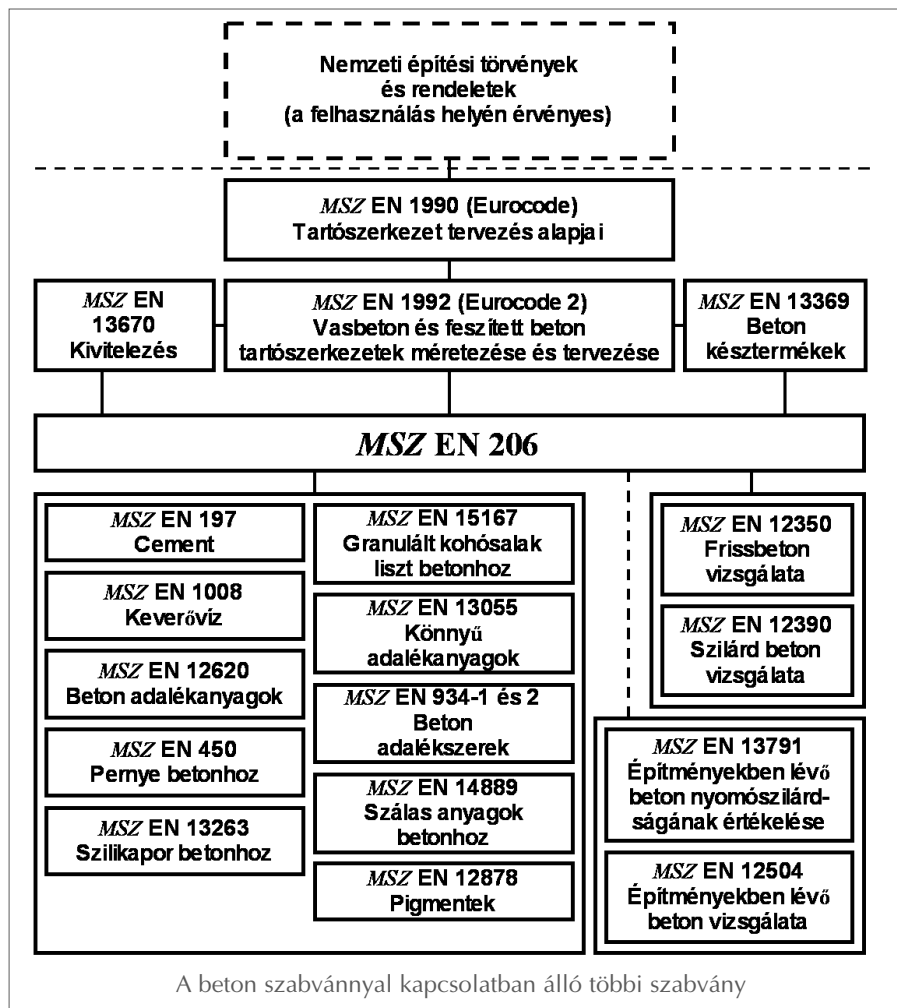 Nemzeti építési törvények
és rendeletek
(a felhasználás helyén érvényes)
MSZ EN 1990 (Eurocode)
Tartószerkezet tervezés alapjai
MSZ EN
13670
Kivitelezés
MSZ EN 1992 (Eurocode 2)
Vasbeton és feszített beton
tartószerkezetek méretezése és tervezése
MSZ EN 13369
Beton
késztermékek
MSZ EN 206
MSZ EN 197
Cement
MSZ EN 1008
Keverővíz
MSZ EN 12620
Beton adalékanyagok
MSZ EN 450
Pernye betonhoz
MSZ EN 13263
Szilikapor betonhoz
MSZ EN 15167
Granulált kohósalak
liszt betonhoz
MSZ EN 13055
Könnyű
adalékanyagok
MSZ EN 934-1 és 2
Beton
adalékszerek
MSZ EN 14889
Szálas anyagok
betonhoz
MSZ EN 12878
Pigmentek
MSZ EN 12350
Frissbeton
vizsgálata
MSZ EN 12390
Szilárd beton
vizsgálata
MSZ EN 13791
Építményekben lévő
beton nyomószilárd-
ságának értékelése
MSZ EN 12504
Építményekben lévő
beton vizsgálata
A beton szabvánnyal kapcsolatban álló többi szabvány